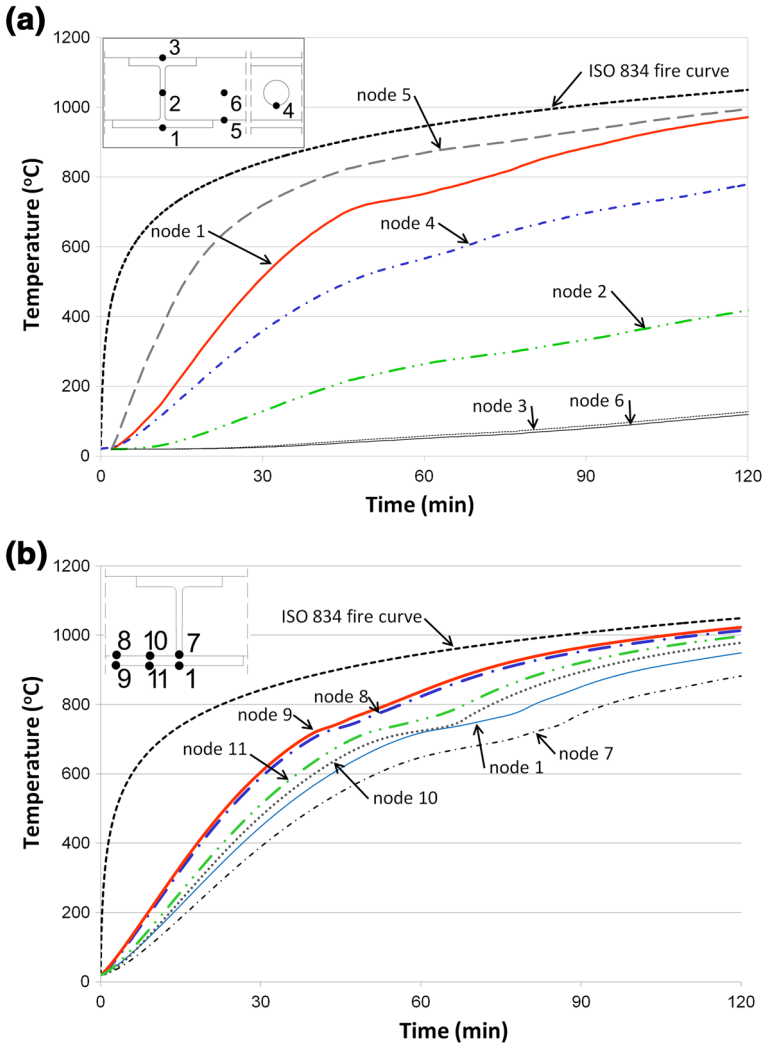 (a)
1200
1000
800
600
400
200
0
Temperature (ºC)
3
2
6
4
1
5
ISO 834 fire curve
node 5
node 1
node 4
node 2
node 3
node 6
0 30 60 90 120
Time (min)
(b)
1200
1000
800
600
400
200
0
Temperature (ºC)
8 10 7
9 11 1
ISO 834 fire curve
node 8
node 9
node 11
node 7
node 1
node 10
0 30 60 90 120
Time (min)